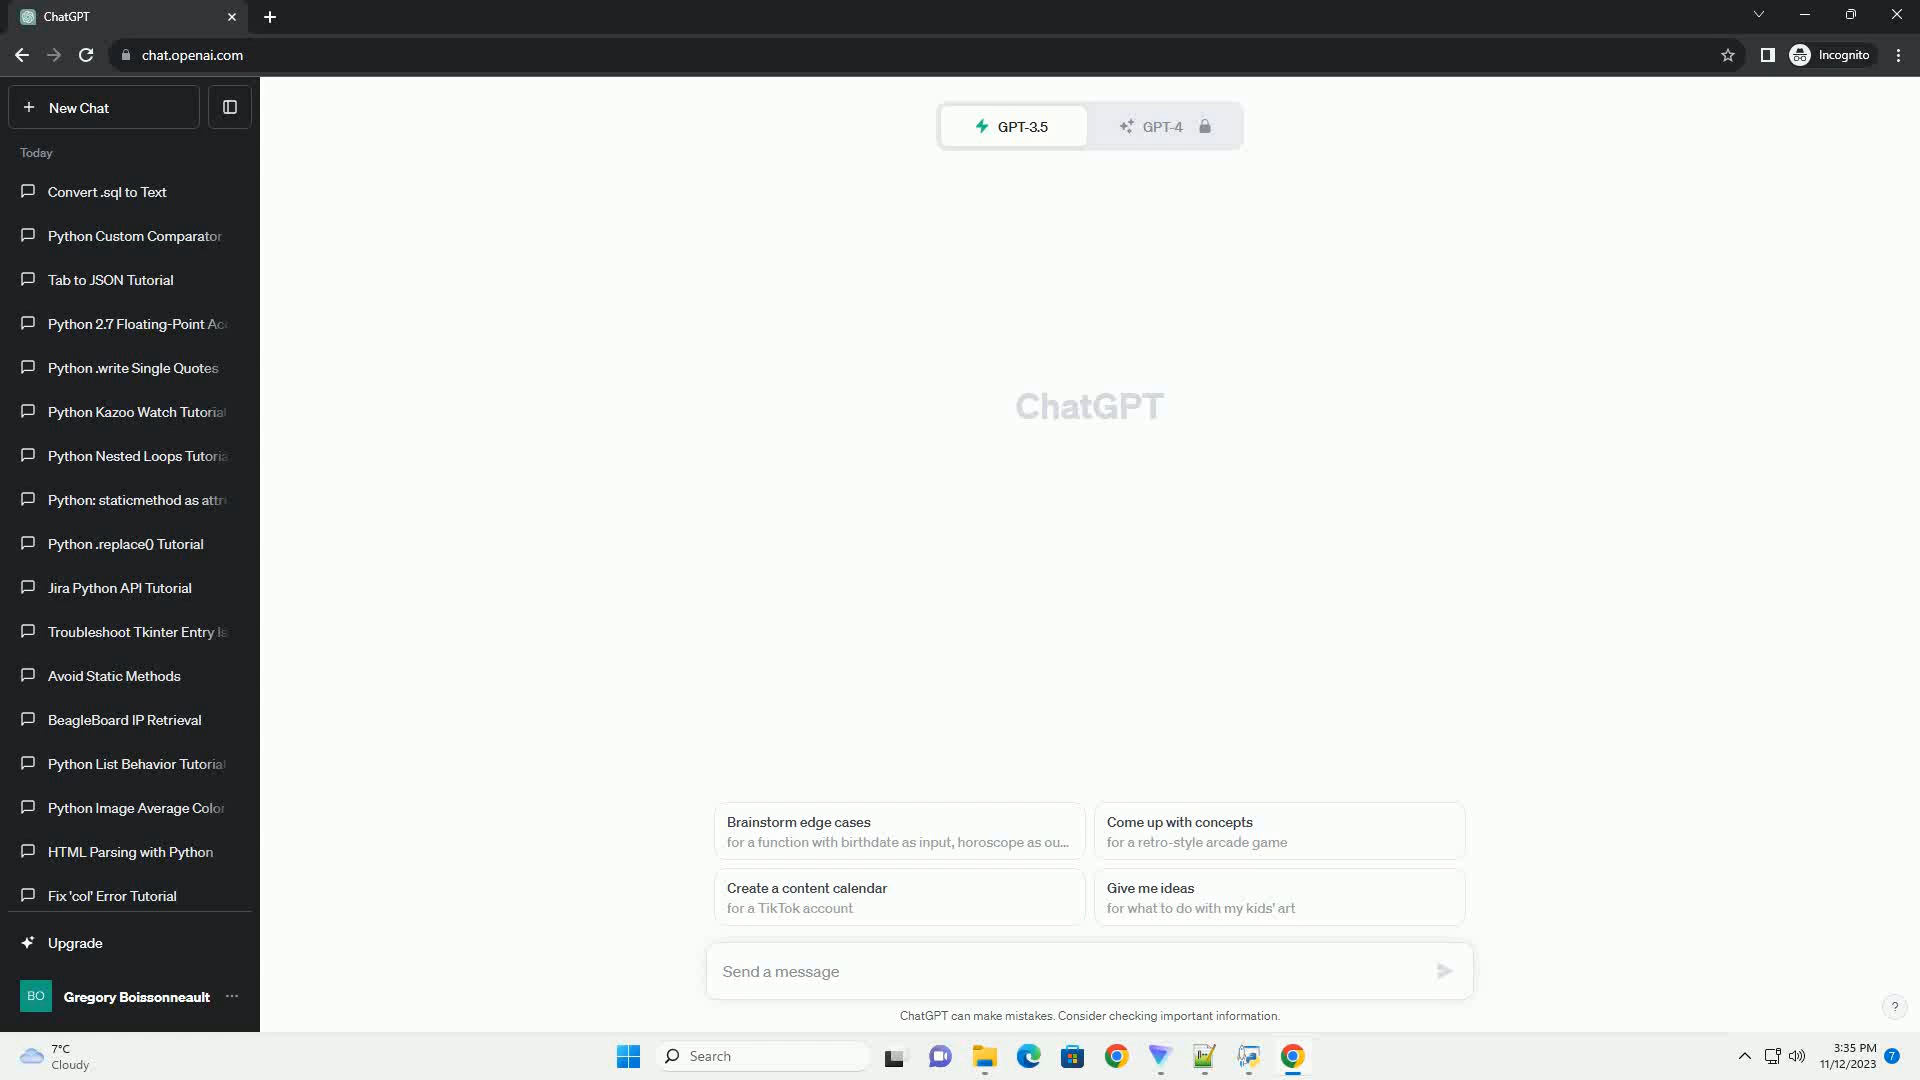 ChatGPT
chat.openai.com
Incognito
New Chat
Today
Convert .sql to Text
Python Custom Comparator
Tab to JSON Tutorial
Python 2.7 Floating-Point Acc
Python .write Single Quotes
Python Kazoo Watch Tutorial
Python Nested Loops Tutoria
Python: staticmethod as attri
Python .replace() Tutorial
Jira Python API Tutorial
Troubleshoot Tkinter Entry Is
Avoid Static Methods
BeagleBoard IP Retrieval
Python List Behavior Tutorial
Python Image Average Color
HTML Parsing with Python
Fix 'col' Error Tutorial
Upgrade
BO Gregory Boissonneault
GPT-3.5 GPT-4
ChatGPT
Brainstorm edge cases
for a function with birthdate as input, horoscope as ou...
Come up with concepts
for a retro-style arcade game
Create a content calendar
for a TikTok account
Give me ideas
for what to do with my kids' art
Send a message
ChatGPT can make mistakes. Consider checking important information.
?
7°C
Cloudy
Search
3:35 PM
11/12/2023
7